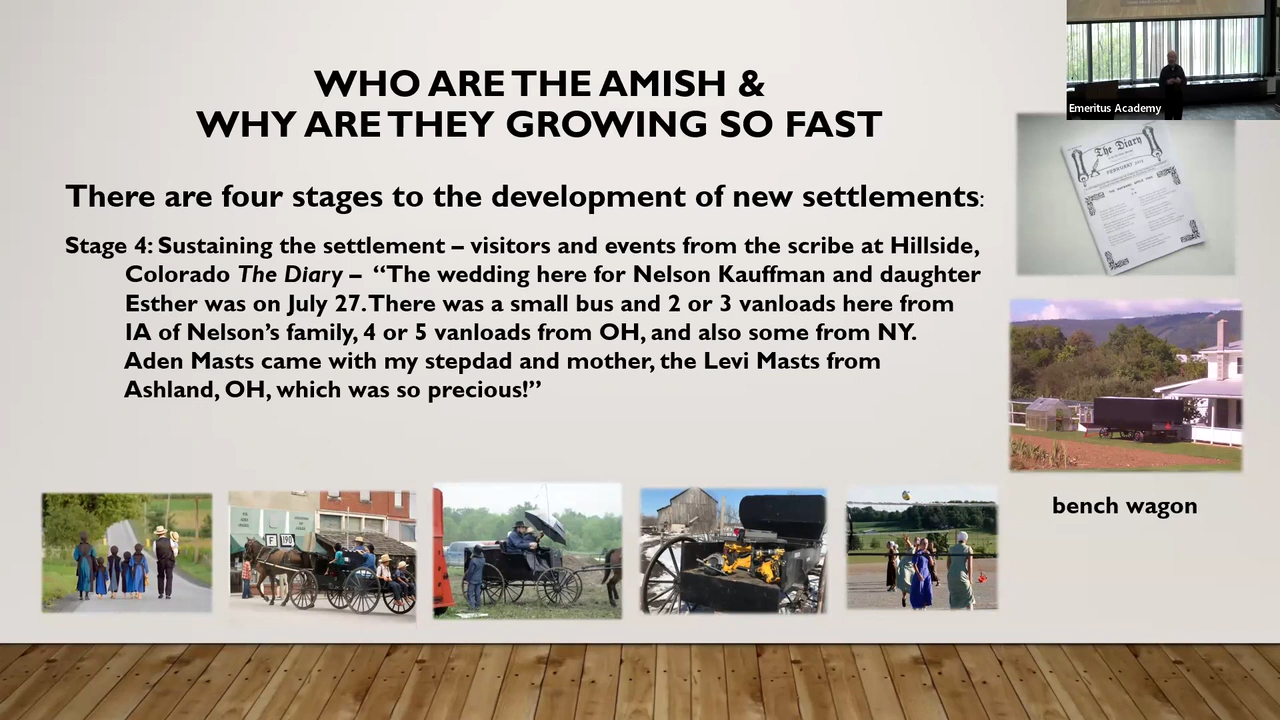 WHO ARE THE AMISH &
WHY ARE THEY GROWING SO FAST
Emeritus Academy
There are four stages to the development of new settlements:
Stage 4: Sustaining the settlement – visitors and events from the scribe at Hillside,
Colorado The Diary – “The wedding here for Nelson Kauffman and daughter
Esther was on July 27. There was a small bus and 2 or 3 vanloads here from
IA of Nelson’s family, 4 or 5 vanloads from OH, and also some from NY.
Aden Masts came with my stepdad and mother, the Levi Masts from
Ashland, OH, which was so precious!”
The Diary
bench wagon